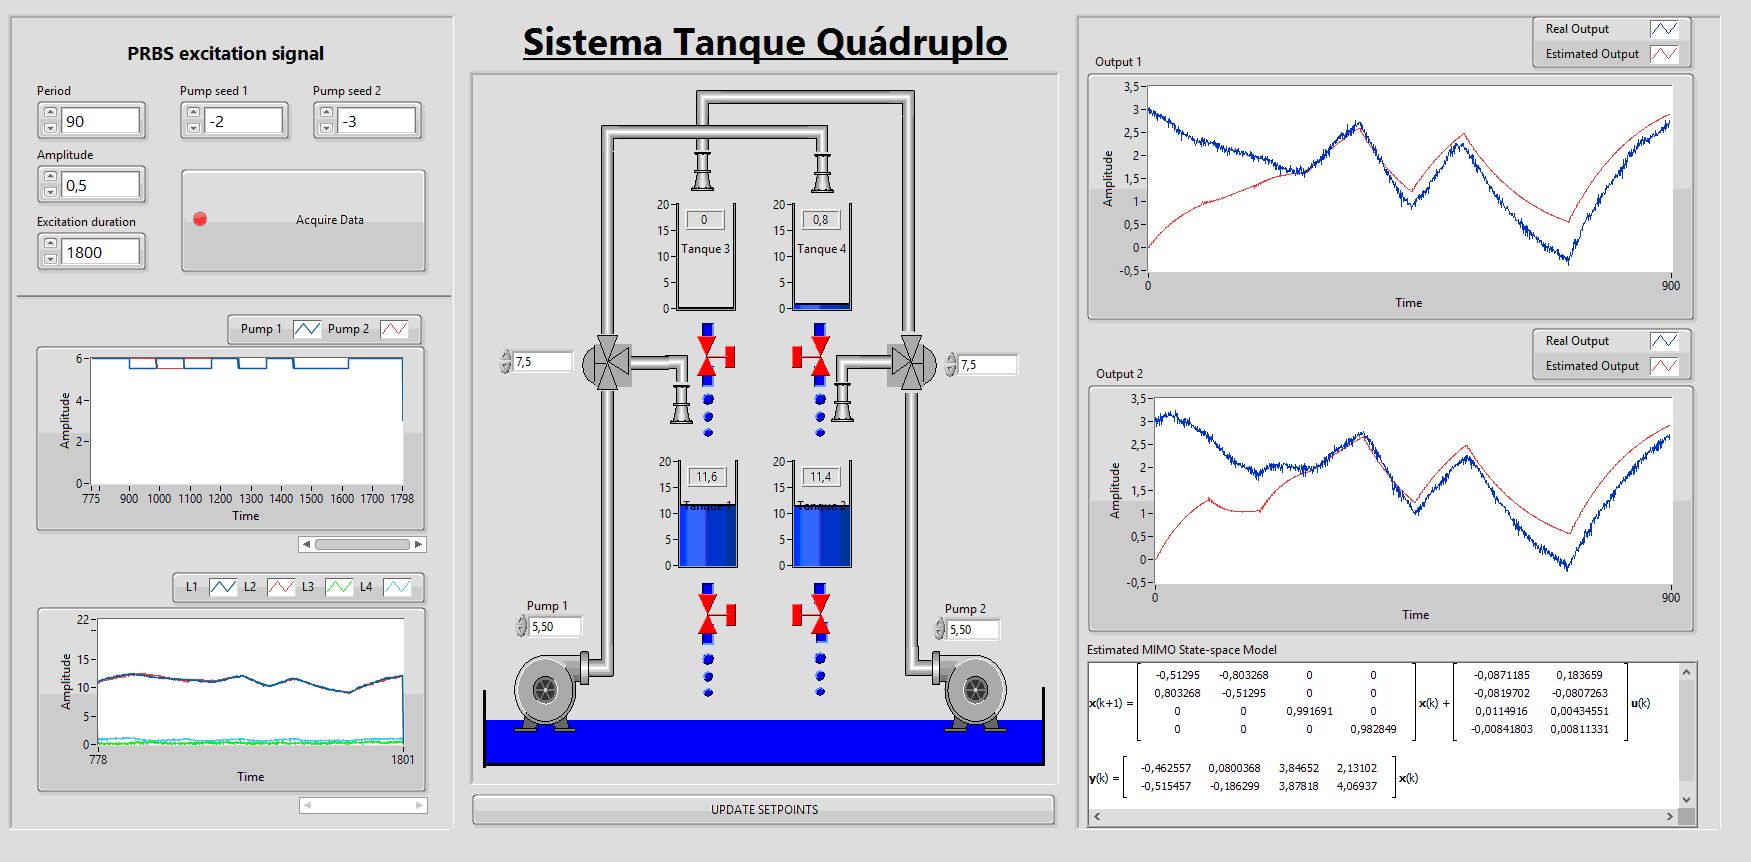 PRBS excitation signal
Period
Pump seed 1
Pump seed 2
90
-2
-3
Amplitude
0,5
Acquire Data
Excitation duration
1800
Pump 1
Pump 2
6
4
2
0
Amplitude
775 900 1000 1100 1200 1300 1400 1500 1600 1700 1798
Time
L1
L2
L3
L4
22
15
10
5
0
Amplitude
778 1801
Time
Sistema Tanque Quádruplo
20
15
10
5
0
0
Tanque 3
20
15
10
5
0
0,8
Tanque 4
7,5
7,5
20
15
10
5
0
11,6
Tanque 1
20
15
10
5
0
11,4
Tanque 2
Pump 1
5,50
Pump 2
5,50
UPDATE SETPOINTS
Real Output
Estimated Output
Output 1
3,5
3
2,5
2
1,5
1
0,5
0
-0,5
Amplitude
0 900
Time
Real Output
Estimated Output
Output 2
3,5
3
2,5
2
1,5
1
0,5
0
-0,5
Amplitude
0 900
Time
Estimated MIMO State-space Model
-0,51295 -0,803268 0 0 -0,0871185 0,183659
0,803268 -0,51295 0 0 -0,0819702 -0,0807263
x(k+1) = x(k) + u(k)
0 0 0,991691 0 0,0114916 0,00434551
0 0 0 0,982849 -0,00841803 0,00811331
-0,462557 0,0800368 3,84652 2,13102
y(k) = x(k)
-0,515457 -0,186299 3,87818 4,06937